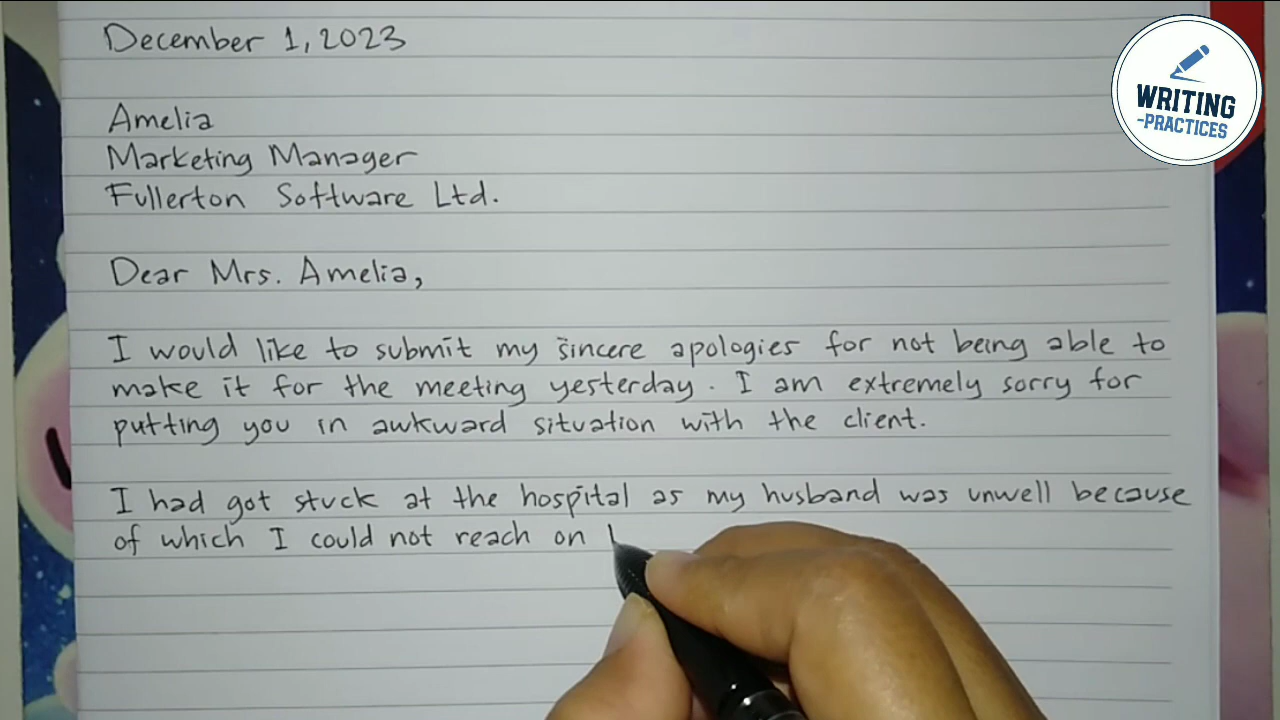 December 1, 2023
Amelia
Marketing Manager
Fullerton Software Ltd.
Dear Mrs. Amelia,
I would like to submit my sincere apologies for not being able to
make it for the meeting yesterday. I am extremely sorry for
putting you in awkward situation with the client.
I had got stuck at the hospital as my husband was unwell because
of which I could not reach on
WRITING
-PRACTICES